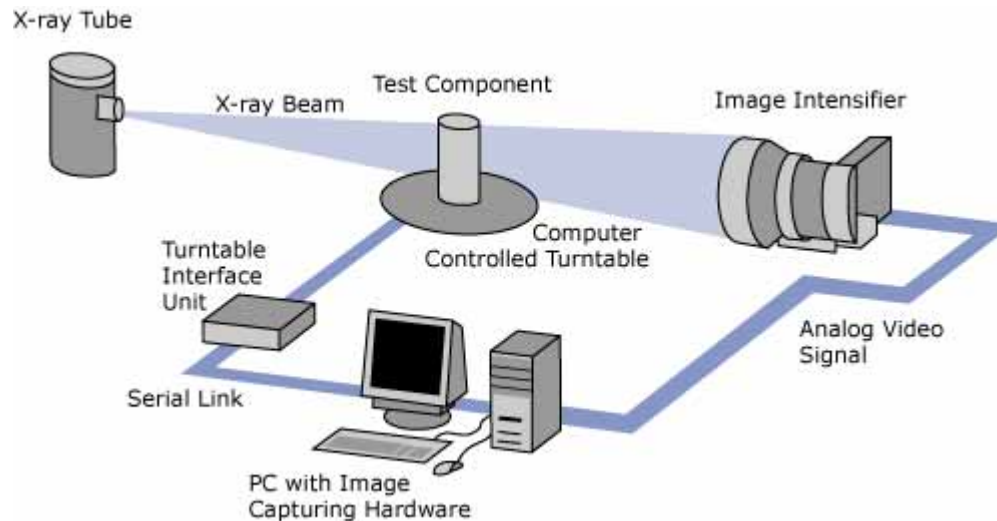 X-ray Tube
X-ray Beam
Test Component
Image Intensifier
Computer
Controlled Turntable
Turntable
Interface
Unit
Analog Video
Signal
Serial Link
PC with Image
Capturing Hardware